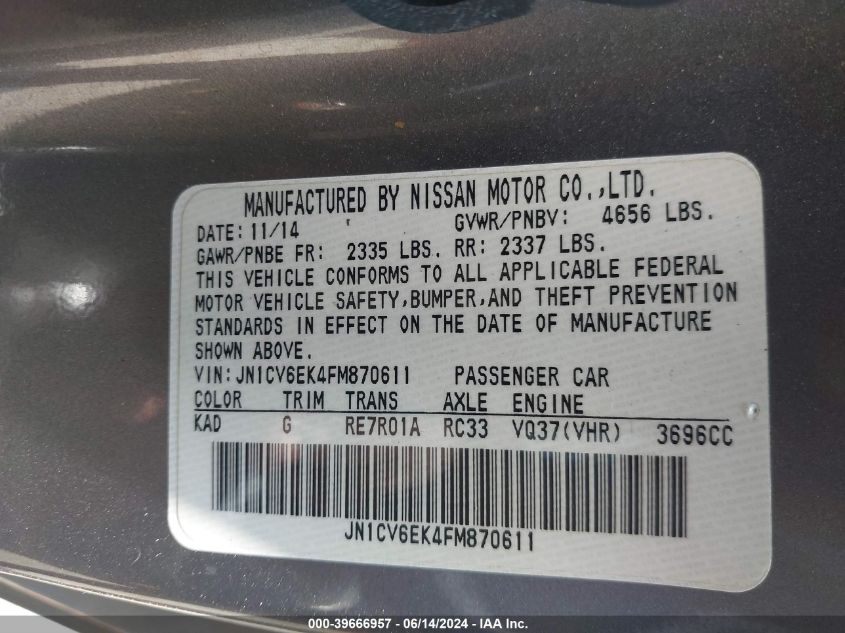 MANUFACTURED BY NISSAN MOTOR CO.,LTD.
DATE: 11/14 GVWR/PNBV: 4656 LBS.
GAWR/PNBE FR: 2335 LBS. RR: 2337 LBS.
THIS VEHICLE CONFORMS TO ALL APPLICABLE FEDERAL
MOTOR VEHICLE SAFETY,BUMPER,AND THEFT PREVENTION
STANDARDS IN EFFECT ON THE DATE OF MANUFACTURE
SHOWN ABOVE.
VIN:JN1CV6EK4FM870611 PASSENGER CAR
COLOR TRIM TRANS AXLE ENGINE
KAD G RE7R01A RC33 VQ37(VHR) 3696CC
JN1CV6EK4FM870611
000-39666957 - 06/14/2024 - IAA, Inc.